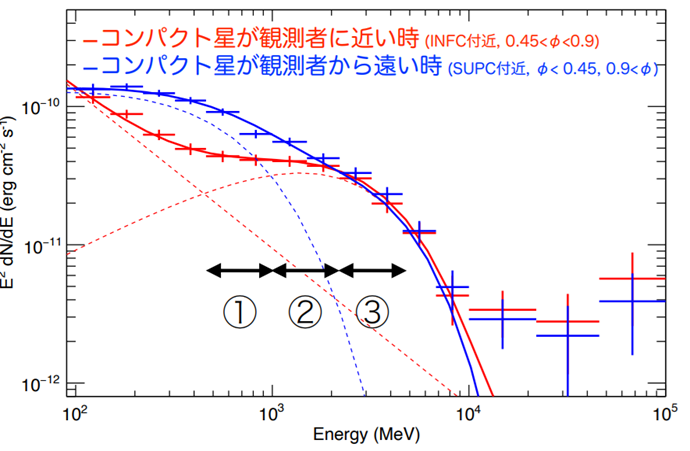 コンパクト星が観測者に近い時 (INFC付近, 0.45<φ<0.9)
コンパクト星が観測者から遠い時 (SUPC付近, φ< 0.45, 0.9<φ)
10⁻¹⁰
10⁻¹¹
10⁻¹²
E² dN/dE (erg cm⁻² s⁻¹)
① ② ③
10² 10³ 10⁴ 10⁵
Energy (MeV)